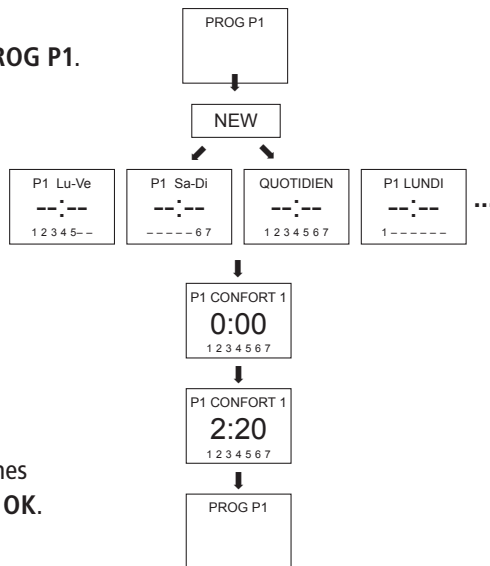 PROG P1
ROG P1.
NEW
P1 Lu-Ve
--:--
1 2 3 4 5 – –
P1 Sa-Di
--:--
– – – – – 6 7
QUOTIDIEN
--:--
1 2 3 4 5 6 7
P1 LUNDI
--:--
1 – – – – – –
...
P1 CONFORT 1
0:00
1 2 3 4 5 6 7
P1 CONFORT 1
2:20
1 2 3 4 5 6 7
OK.
PROG P1